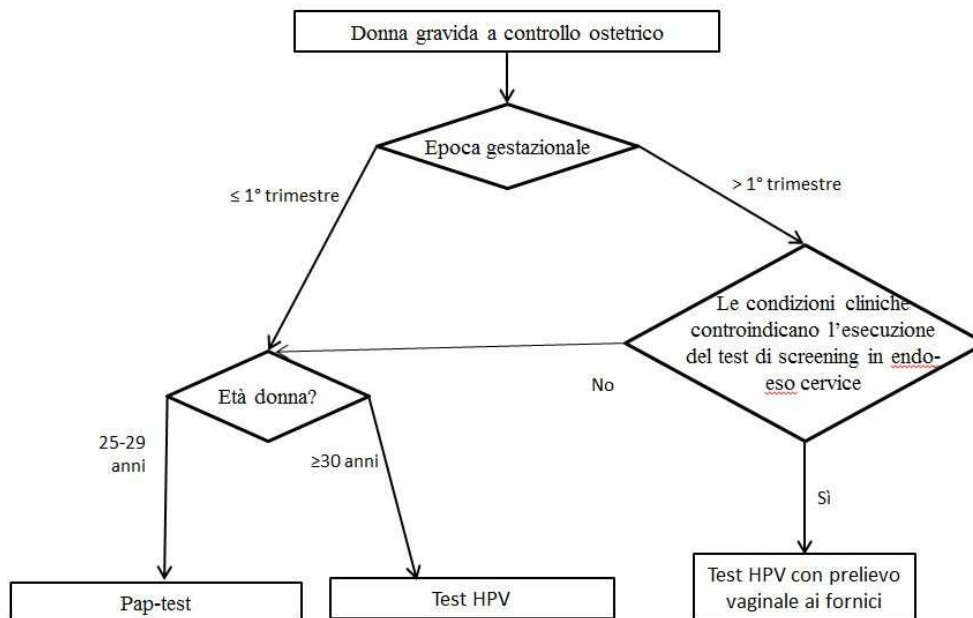 Donna gravida a controllo ostetrico
Epoca gestazionale
≤ 1° trimestre
> 1° trimestre
Le condizioni cliche
controindicano l’esecuzione
del test di screening in endo-
eso cervice
No
Età donna?
25-29
anni
≥30 anni
Sì
Pap-test
Test HPV
Test HPV con prelievo
vaginale ai fornici